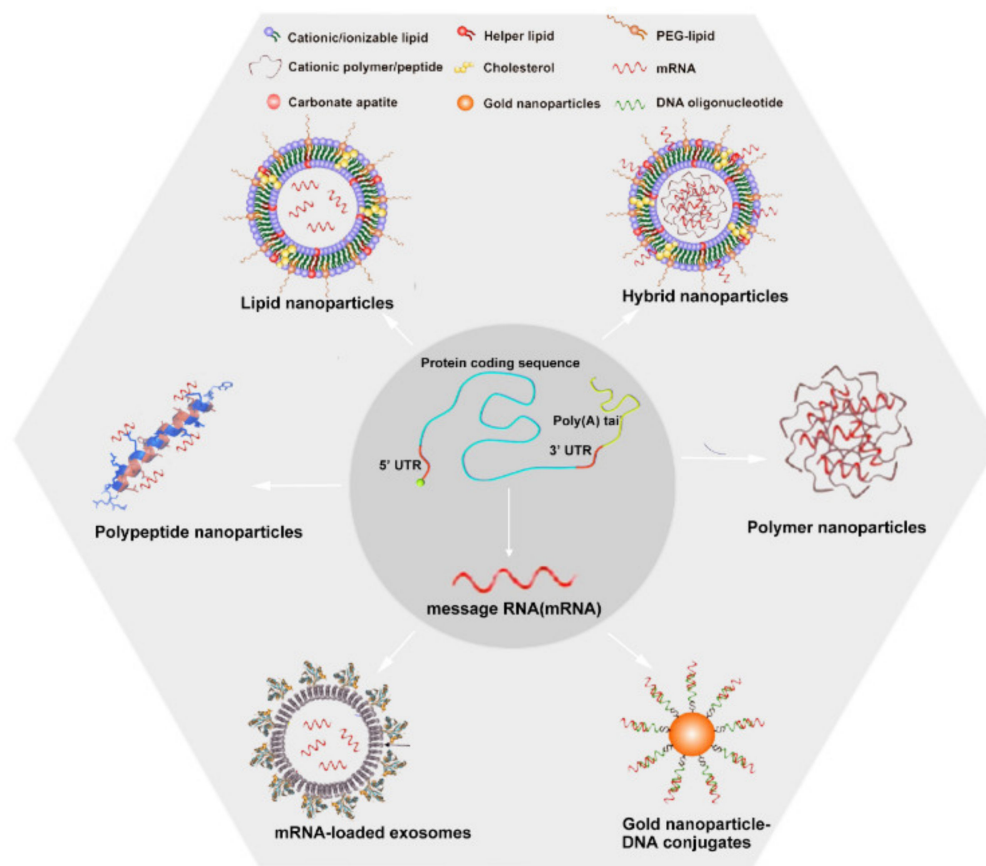 Cationic/ionizable lipid
Helper lipid
PEG-lipid
Cationic polymer/peptide
Cholesterol
mRNA
Carbonate apatite
Gold nanoparticles
DNA oligonucleotide
Lipid nanoparticles
Hybrid nanoparticles
Protein coding sequence
Poly(A) tai
5' UTR
3' UTR
Polypeptide nanoparticles
Polymer nanoparticles
message RNA(mRNA)
mRNA-loaded exosomes
Gold nanoparticle-
DNA conjugates